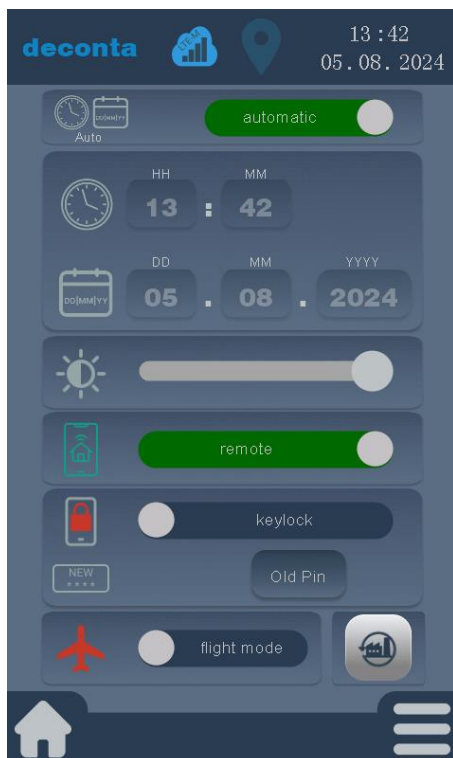 deconta
LTE-M
13:42
05.08.2024
DD|MM|YY
Auto
automatic
HH MM
13 : 42
DD MM YYYY
DD|MM|YY
05 . 08 . 2024
remote
keylock
NEW
****
Old Pin
flight mode